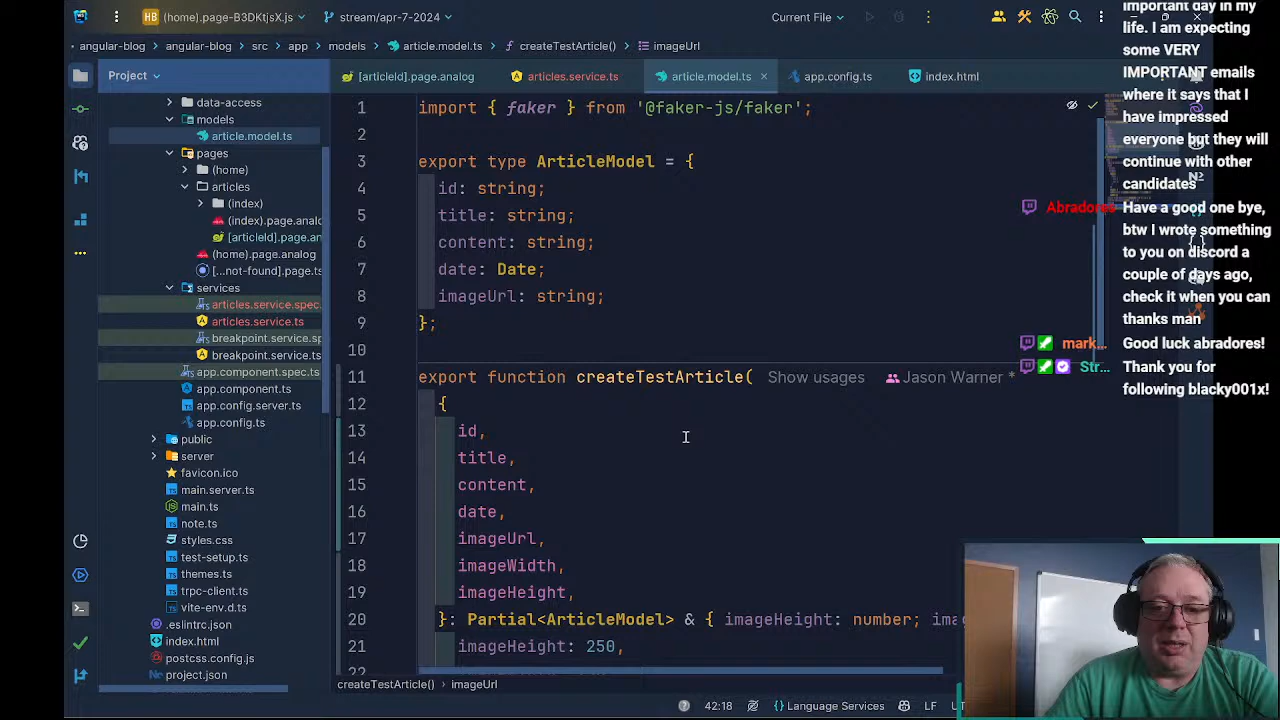 HB (home).page-B3DKtjsX.js
stream/apr-7-2024
Current File
angular-blog
angular-blog
src
app
models
article.model.ts
createTestArticle()
imageUrl
Project
[articleId].page.analog
articles.service.ts
article.model.ts
app.config.ts
index.html
data-access
models
article.model.ts
pages
(home)
articles
(index)
(index).page.analo
[articleId].page.an
(home).page.analog
[...not-found].page.ts
services
articles.service.spec.
articles.service.ts
breakpoint.service.sp
breakpoint.service.ts
app.component.spec.ts
app.component.ts
app.config.server.ts
app.config.ts
public
server
favicon.ico
main.server.ts
main.ts
note.ts
styles.css
test-setup.ts
themes.ts
trpc-client.ts
vite-env.d.ts
.eslintrc.json
index.html
postcss.config.js
project.json
1 import { faker } from '@faker-js/faker';
2
3 export type ArticleModel = {
4 id: string;
5 title: string;
6 content: string;
7 date: Date;
8 imageUrl: string;
9 };
10
11 export function createTestArticle( Show usages Jason Warner *
12 {
13 id,
14 title,
15 content,
16 date,
17 imageUrl,
18 imageWidth,
19 imageHeight,
20 }: Partial<ArticleModel> & { imageHeight: number; ima
21 imageHeight: 250,
22
createTestArticle()
imageUrl
42:18
Language Services
LF
important day in my
life. I am expecting
some VERY
IMPORTANT emails
where it says that I
have impressed
everyone but they will
continue with other
candidates
Abradores Have a good one bye,
btw I wrote something
to you on discord a
couple of days ago,
check it when you can
thanks man
mark... Good luck abradores!
Str... Thank you for
following blacky001x!